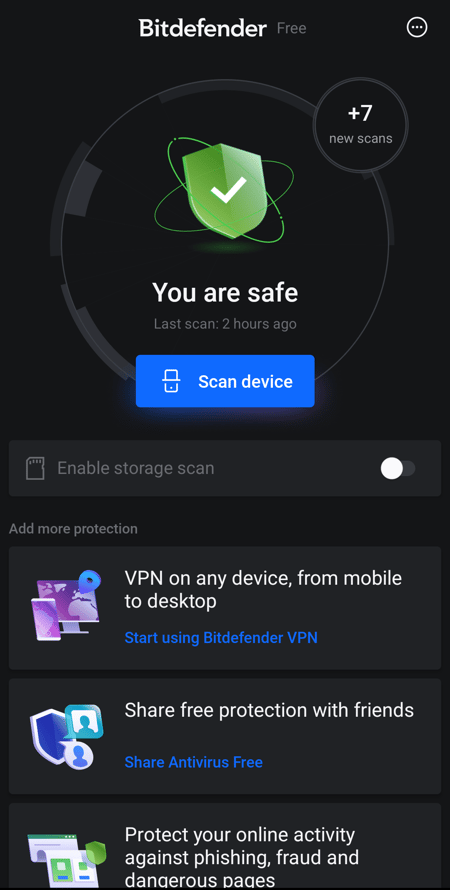 Bitdefender Free
+7
new scans
You are safe
Last scan: 2 hours ago
Scan device
Enable storage scan
Add more protection
VPN on any device, from mobile
to desktop
Start using Bitdefender VPN
Share free protection with friends
Share Antivirus Free
Protect your online activity
against phishing, fraud and
dangerous pages